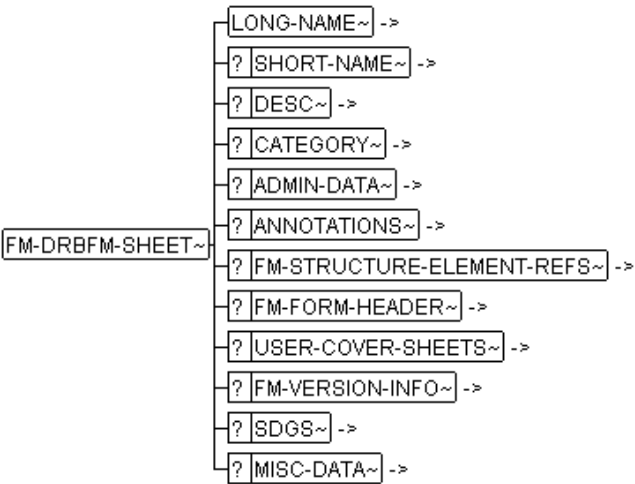 LONG-NAME~ ->
? SHORT-NAME~ ->
? DESC~ ->
? CATEGORY~ ->
? ADMIN-DATA~ ->
? ANNOTATIONS~ ->
FM-DRBFM-SHEET~
? FM-STRUCTURE-ELEMENT-REFS~ ->
? FM-FORM-HEADER~ ->
? USER-COVER-SHEETS~ ->
? FM-VERSION-INFO~ ->
? SDGS~ ->
? MISC-DATA~ ->